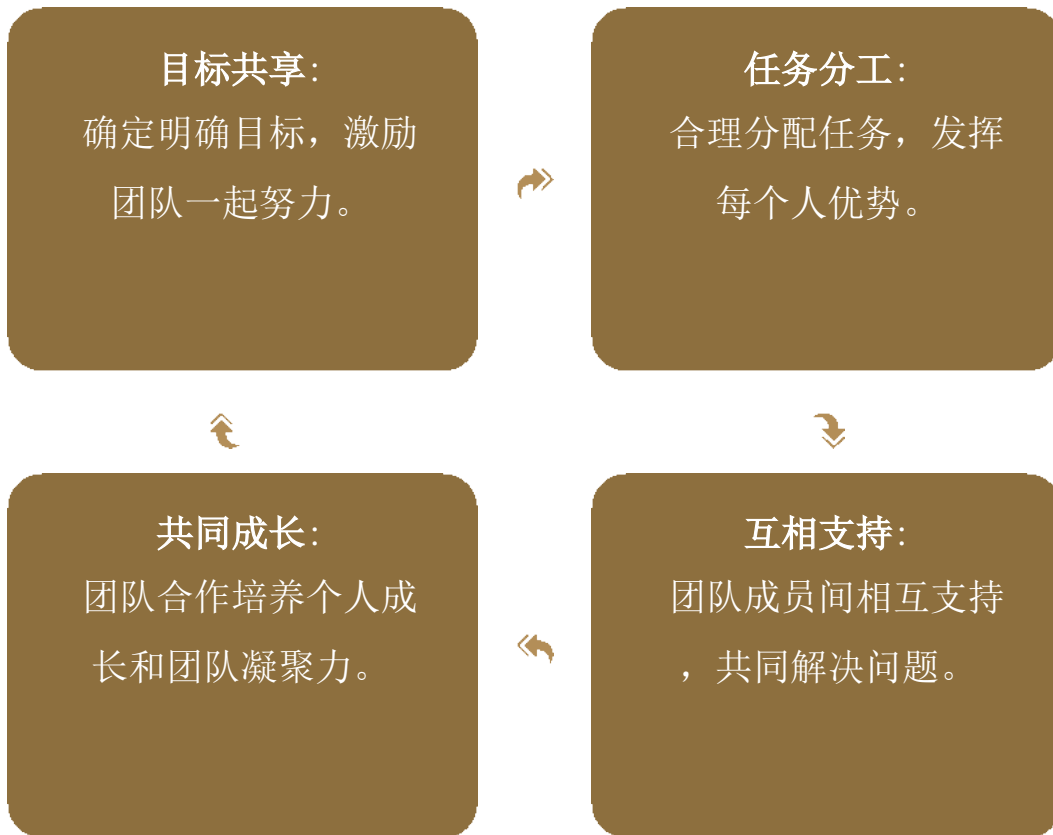 目标共享:
确定明确目标，激励
团队一起努力。
任务分工:
合理分配任务，发挥
每个人优势。
共同成长:
团队合作培养个人成
长和团队凝聚力。
互相支持:
团队成员间相互支持
，共同解决问题。